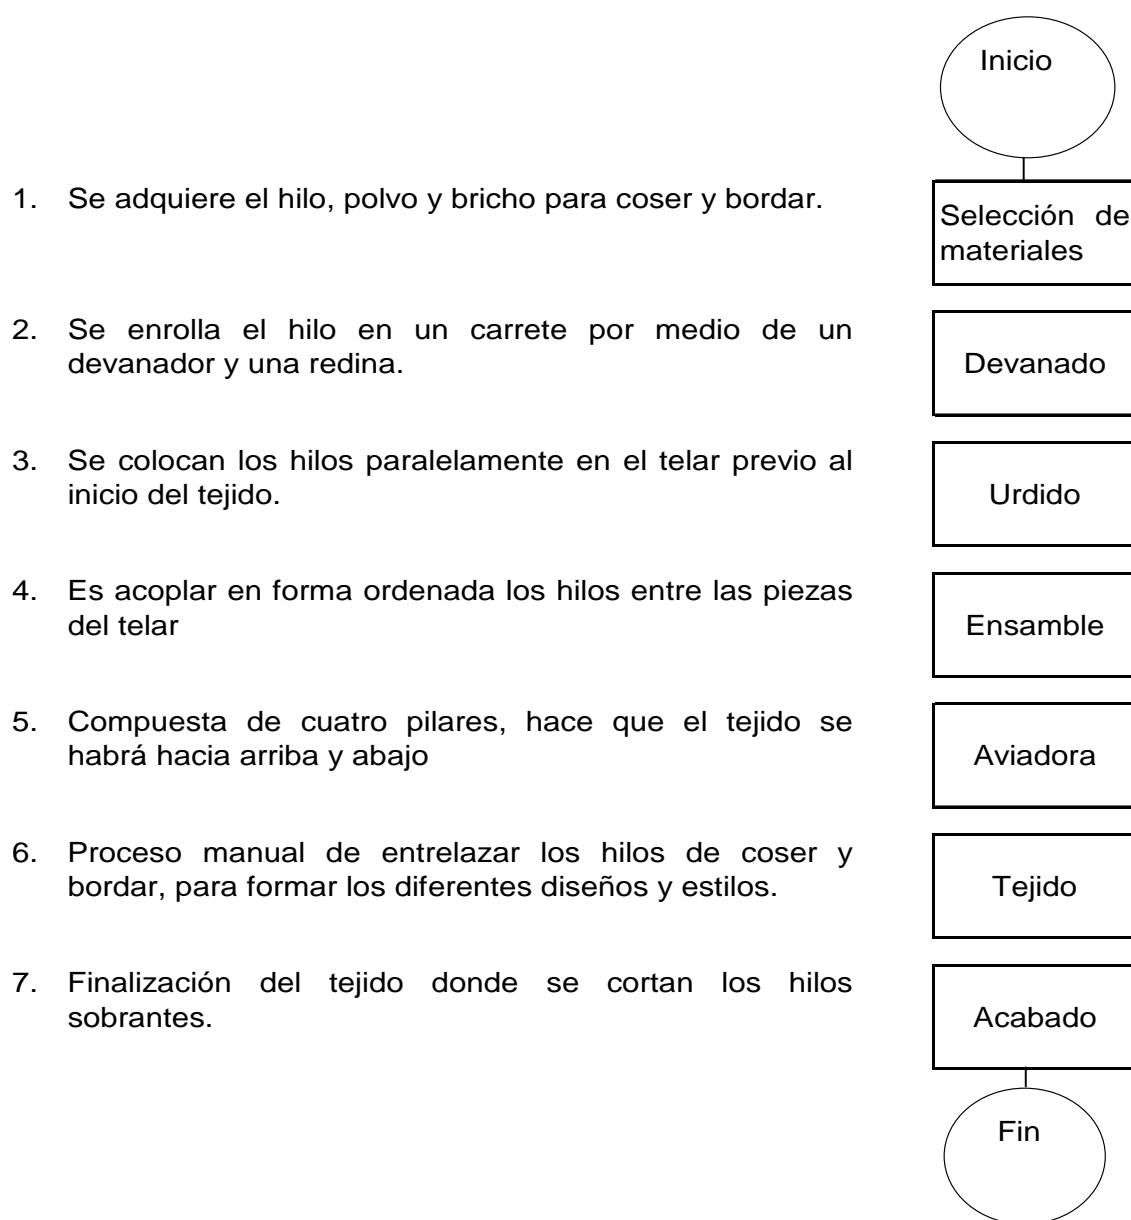 Inicio
1. Se adquiere el hilo, polvo y bricho para coser y bordar.
Selección de
materiales
2. Se enrolla el hilo en un carrete por medio de un
devanador y una redina.
Devanado
3. Se colocan los hilos paralelamente en el telar previo al
inicio del tejido.
Urdido
4. Es acoplar en forma ordenada los hilos entre las piezas
del telar
Ensamble
5. Compuesta de cuatro pilares, hace que el tejido se
habrá hacia arriba y abajo
Aviadora
6. Proceso manual de entrelazar los hilos de coser y
bordar, para formar los diferentes diseños y estilos.
Tejido
7. Finalización del tejido donde se cortan los hilos
sobrantes.
Acabado
Fin